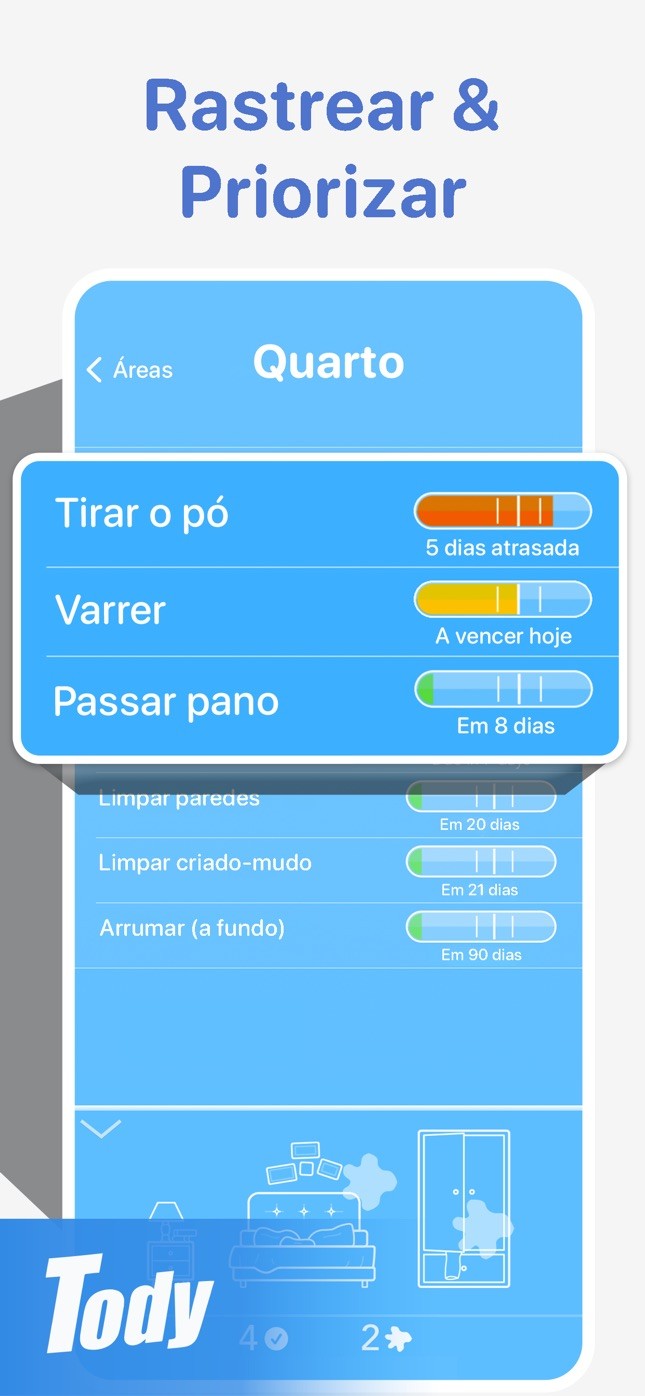 Rastrear &
Priorizar
Áreas
Quarto
Tirar o pó
5 dias atrasada
Varrer
A vencer hoje
Passar pano
Em 8 dias
Limpar paredes
Em 20 dias
Limpar criado-mudo
Em 21 dias
Arrumar (a fundo)
Em 90 dias
Tody
4
2